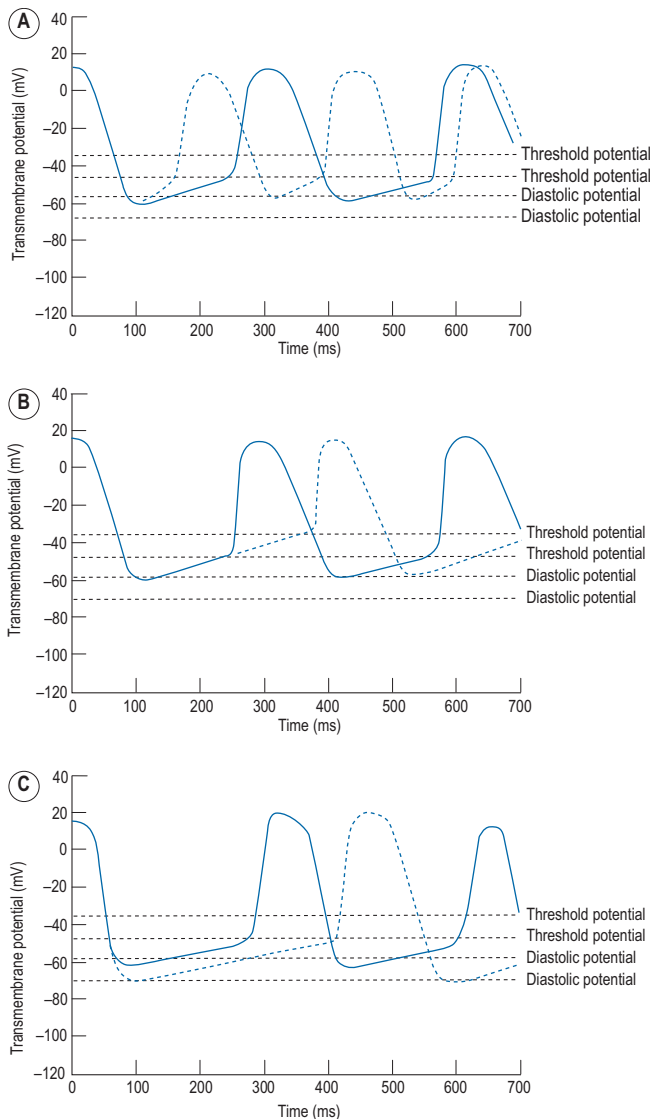 A
Transmembrane potential (mV)
40
20
0
–20
–40
–60
–80
–100
–120
Threshold potential
Threshold potential
Diastolic potential
Diastolic potential
0 100 200 300 400 500 600 700
Time (ms)
B
Transmembrane potential (mV)
40
20
0
–20
–40
–60
–80
–100
–120
Threshold potential
Threshold potential
Diastolic potential
Diastolic potential
0 100 200 300 400 500 600 700
Time (ms)
C
Transmembrane potential (mV)
40
20
0
–20
–40
–60
–80
–100
–120
Threshold potential
Threshold potential
Diastolic potential
Diastolic potential
0 100 200 300 400 500 600 700
Time (ms)